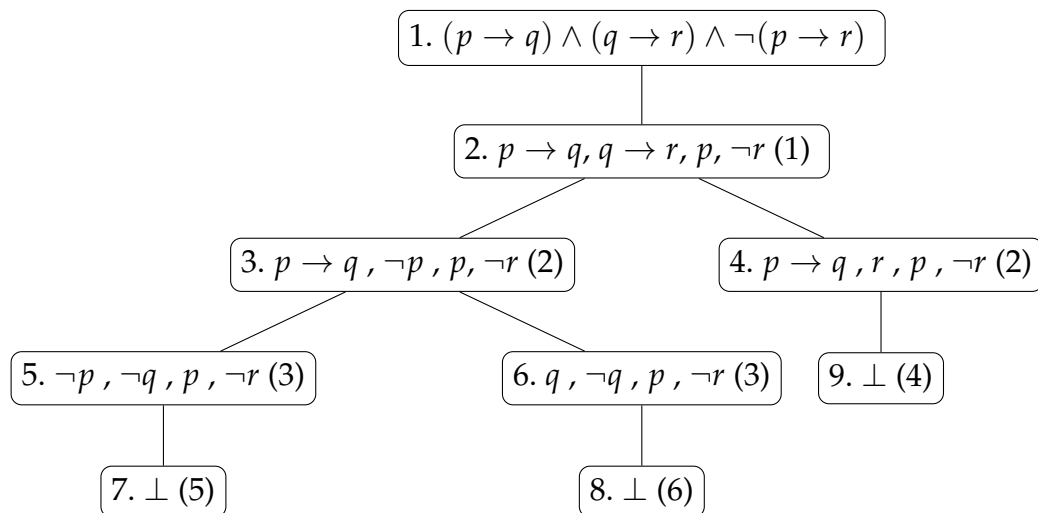 1. (p → q) ∧ (q → r) ∧ ¬(p → r)
2. p → q, q → r, p, ¬r (1)
3. p → q , ¬p , p, ¬r (2)
4. p → q , r , p , ¬r (2)
5. ¬p , ¬q , p , ¬r (3)
6. q , ¬q , p , ¬r (3)
9. ⊥ (4)
7. ⊥ (5)
8. ⊥ (6)